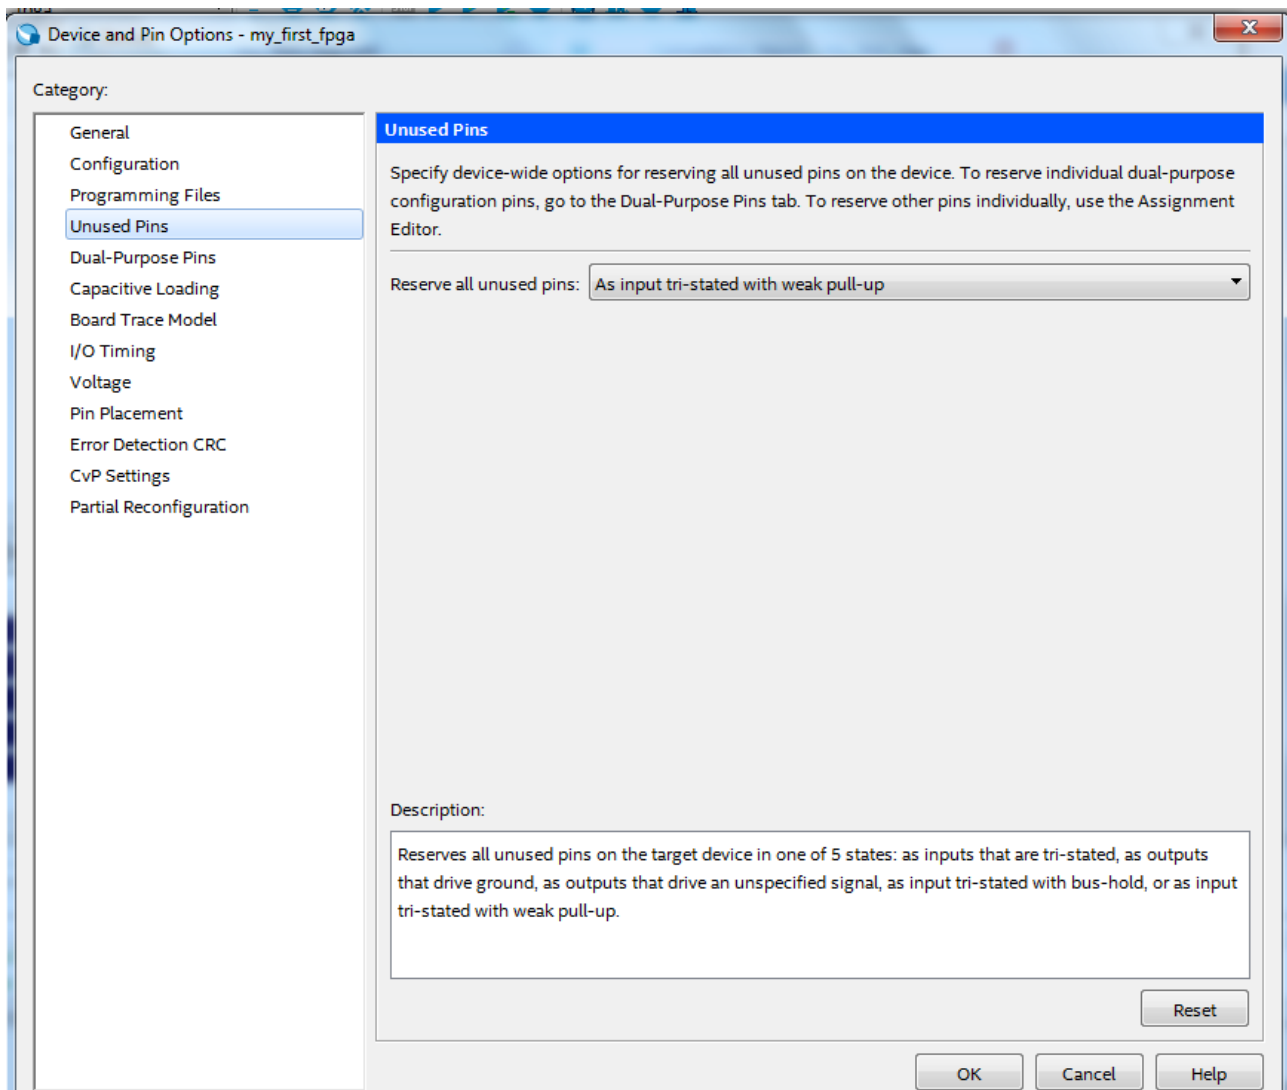 Device and Pin Options - my_first_fpga
Category:
General
Configuration
Programming Files
Unused Pins
Dual-Purpose Pins
Capacitive Loading
Board Trace Model
I/O Timing
Voltage
Pin Placement
Error Detection CRC
CvP Settings
Partial Reconfiguration
Unused Pins
Specify device-wide options for reserving all unused pins on the device. To reserve individual dual-purpose
configuration pins, go to the Dual-Purpose Pins tab. To reserve other pins individually, use the Assignment
Editor.
Reserve all unused pins: As input tri-stated with weak pull-up
Description:
Reserves all unused pins on the target device in one of 5 states: as inputs that are tri-stated, as outputs
that drive ground, as outputs that drive an unspecified signal, as input tri-stated with bus-hold, or as input
tri-stated with weak pull-up.
Reset
OK Cancel Help